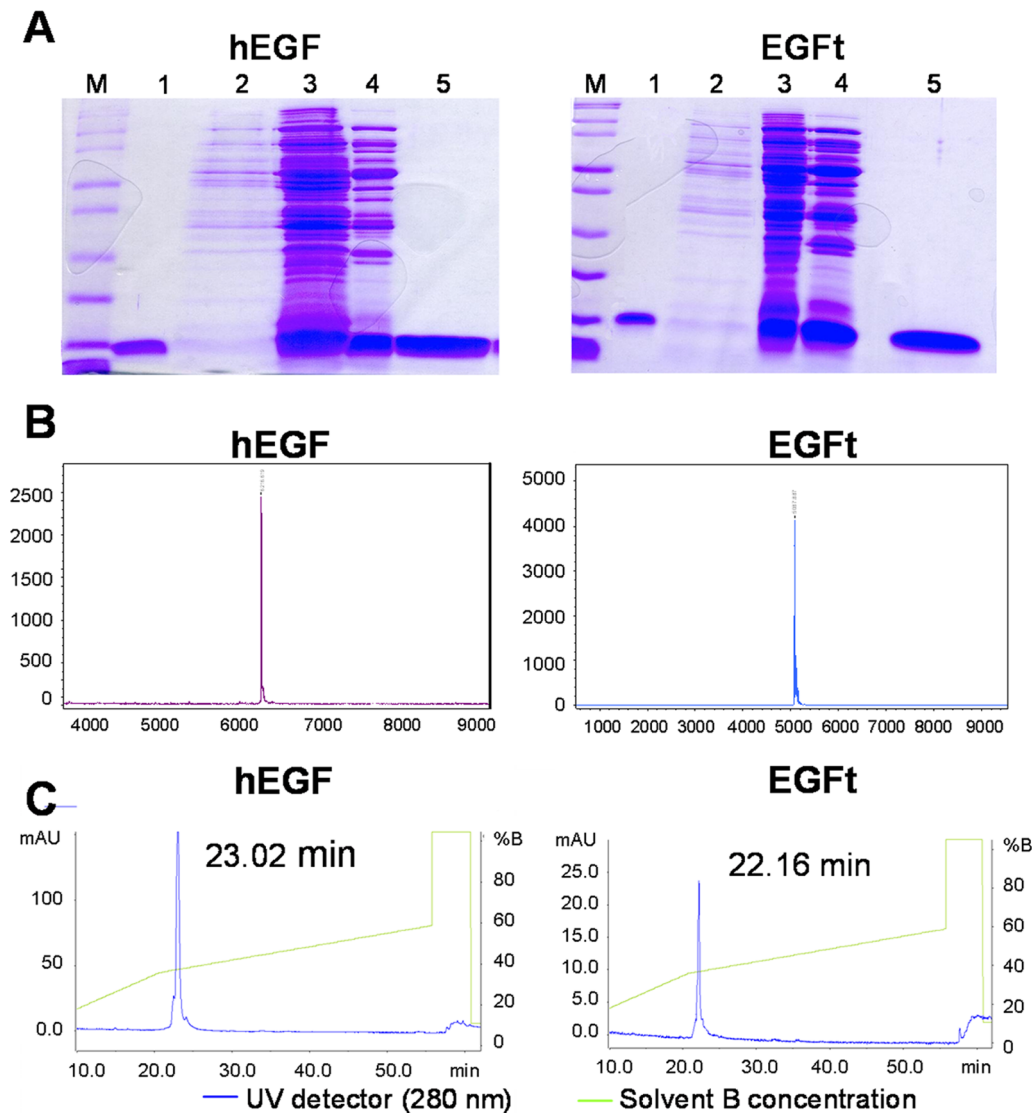 A
hEGF
EGFt
M 1 2 3 4 5
M 1 2 3 4 5
B
hEGF
EGFt
2500
2000
1500
1000
500
0
4000 5000 6000 7000 8000 9000
5000
4000
3000
2000
1000
0
1000 2000 3000 4000 5000 6000 7000 8000 9000
C
hEGF
EGFt
mAU
100
50
0.0
23.02 min
%B
80
60
40
20
0
10.0 20.0 30.0 40.0 50.0 min
mAU
25.0
20.0
15.0
10.0
5.0
0.0
22.16 min
%B
80
60
40
20
0
10.0 20.0 30.0 40.0 50.0 min
UV detector (280 nm)
Solvent B concentration